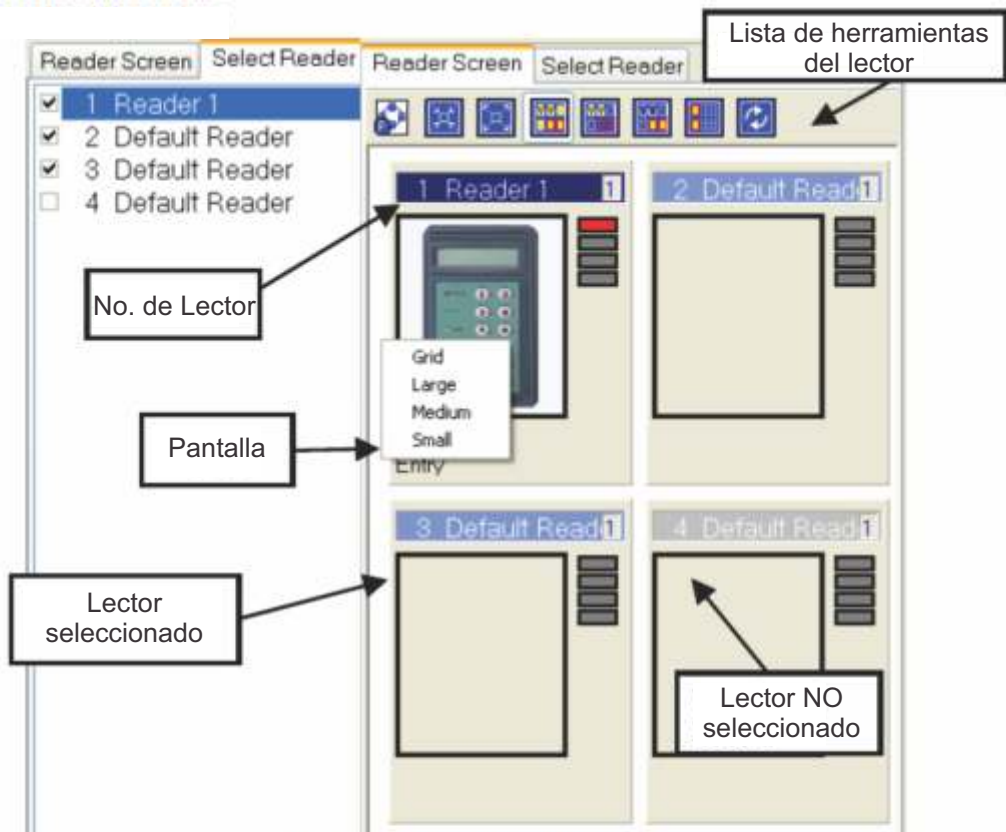 Reader Screen
Select Reader
1 Reader 1
2 Default Reader
3 Default Reader
4 Default Reader
Reader Screen
Select Reader
Lista de herramientas
del lector
1 Reader 1 1
2 Default Read 1
No. de Lector
Grid
Large
Medium
Small
Pantalla
Entry
3 Default Read 1
4 Default Read 1
Lector
seleccionado
Lector NO
seleccionado